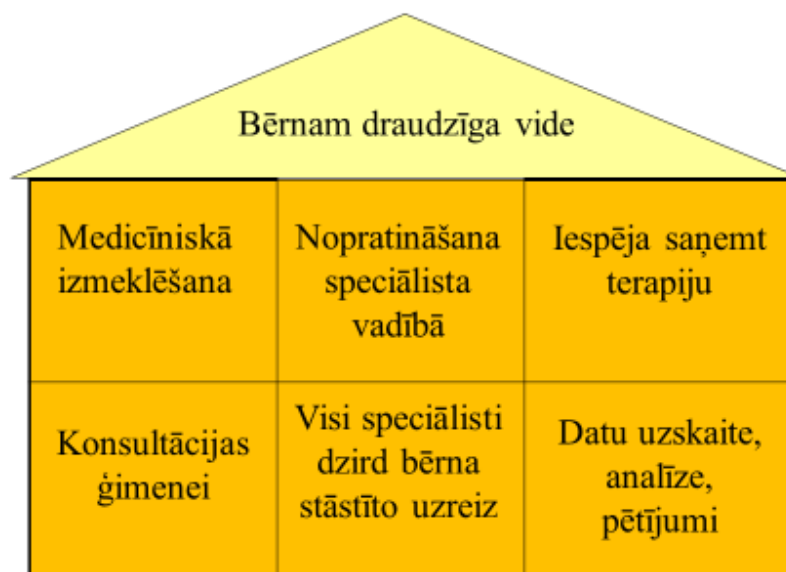 Bērnam draudzīga vide
Medicīniskā
izmeklēšana
Nopratināšana
speciālista
vadībā
Iespēja saņemt
terapiju
Konsultācijas
ģimenei
Visi speciālisti
dzird bērna
stāstīto uzreiz
Datu uzskaite,
analīze,
pētījumi